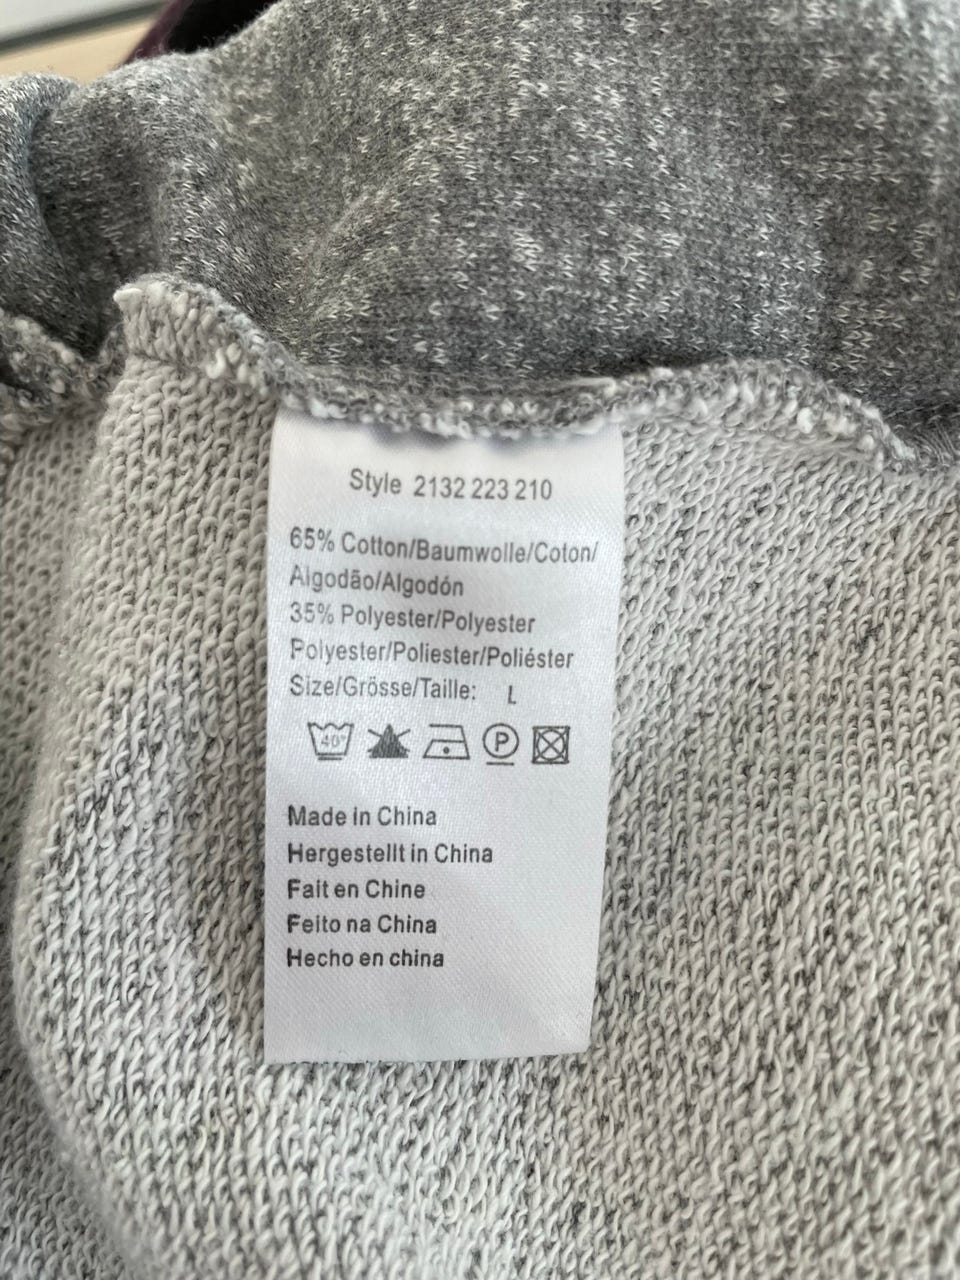 Style 2132 223 210
65% Cotton/Baumwolle/Coton/
Algodão/Algodón
35% Polyester/Polyester
Polyester/Poliester/Poliéster
Size/Grösse/Taille: L
40°
P
Made in China
Hergestellt in China
Fait en Chine
Feito na China
Hecho en china